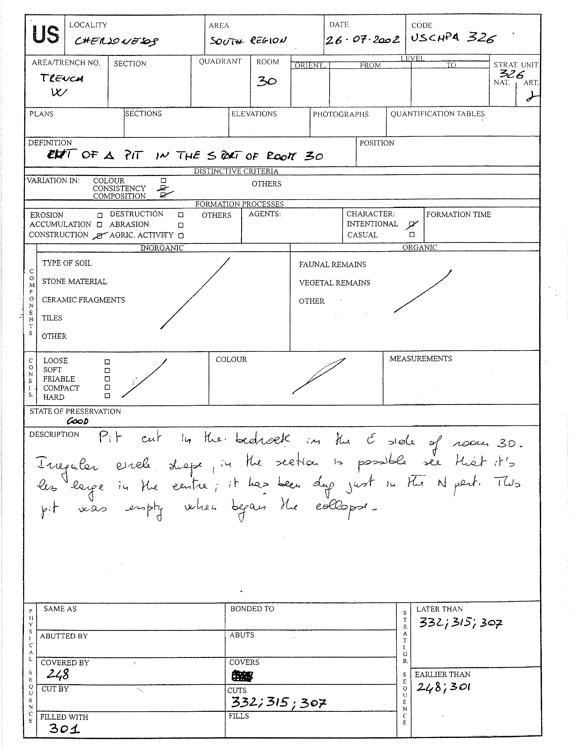 US
LOCALITY
CHERSONESOS
AREA
SOUTH REGION
DATE
26-07-2002
CODE
USCHPA 326
AREA/TRENCH NO.
TRENCH
W
SECTION
QUADRANT
ROOM
30
LEVEL
ORIENT.
FROM
TO
STRAT. UNIT
326
NAT.
ART.
PLANS
SECTIONS
ELEVATIONS
PHOTOGRAPHS
QUANTIFICATION TABLES
DEFINITION
CUT OF A PIT IN THE S PART OF ROOM 30
POSITION
DISTINCTIVE CRITERIA
VARIATION IN:
COLOUR
CONSISTENCY
COMPOSITION
OTHERS
FORMATION PROCESSES
EROSION
ACCUMULATION
CONSTRUCTION
DESTRUCTION
ABRASION
AGRIC. ACTIVITY
OTHERS
AGENTS:
CHARACTER:
INTENTIONAL
CASUAL
FORMATION TIME
COMPONENTS
INORGANIC
TYPE OF SOIL
STONE MATERIAL
CERAMIC FRAGMENTS
TILES
OTHER
ORGANIC
FAUNAL REMAINS
VEGETAL REMAINS
OTHER
CONSIS.
LOOSE
SOFT
FRIABLE
COMPACT
HARD
COLOUR
MEASUREMENTS
STATE OF PRESERVATION
GOOD
DESCRIPTION
Pit cut in the bedrock in the E side of room 30.
Irregular circle shape, in the section is possible see that it's
les large in the centre; it has been dug just in the N part. This
pit was empty when began the collapse.
PHYSICAL SEQUENCE
SAME AS
BONDED TO
ABUTTED BY
ABUTS
COVERED BY
248
COVERS
CUT BY
CUTS
332; 315; 307
FILLED WITH
301
FILLS
STRATIGR. SEQUENCE
LATER THAN
332; 315; 307
EARLIER THAN
248; 301